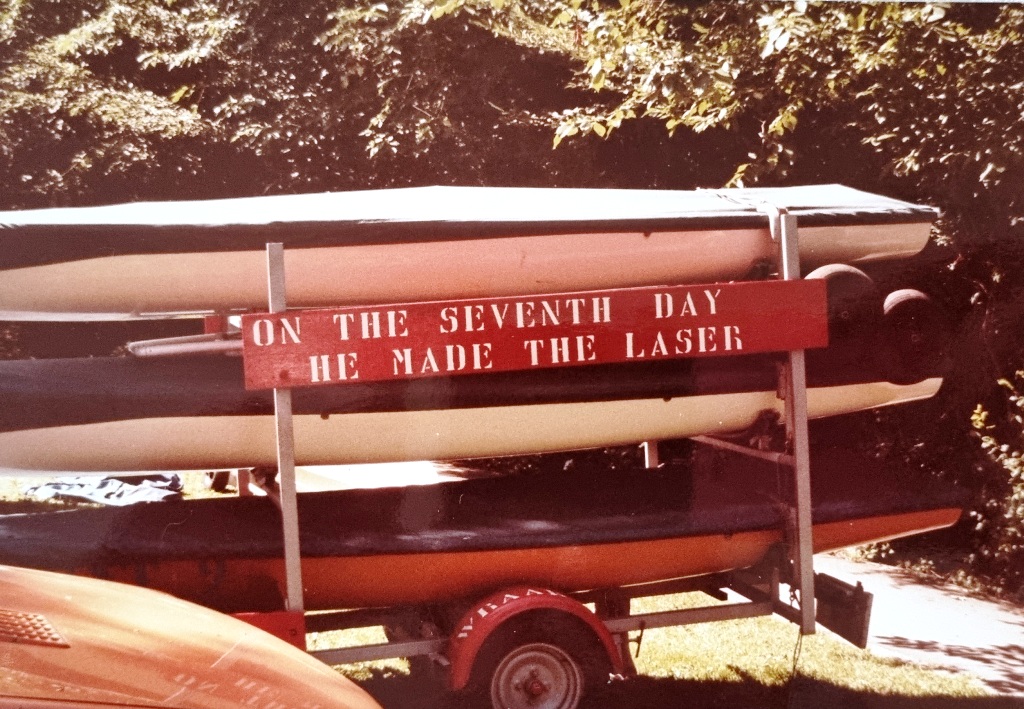 ON THE SEVENTH DAY
HE MADE THE LASER